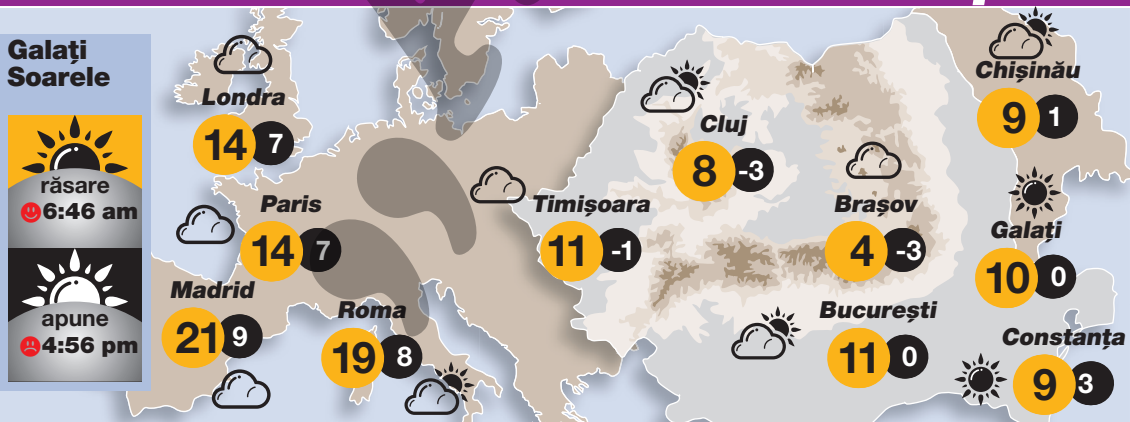 Galați
Soarele
răsare
6:46 am
apune
4:56 pm
Londra
14 7
Paris
14 7
Madrid
21 9
Roma
19 8
Timișoara
11 -1
Cluj
8 -3
Brașov
4 -3
București
11 0
Chișinău
9 1
Galați
10 0
Constanța
9 3